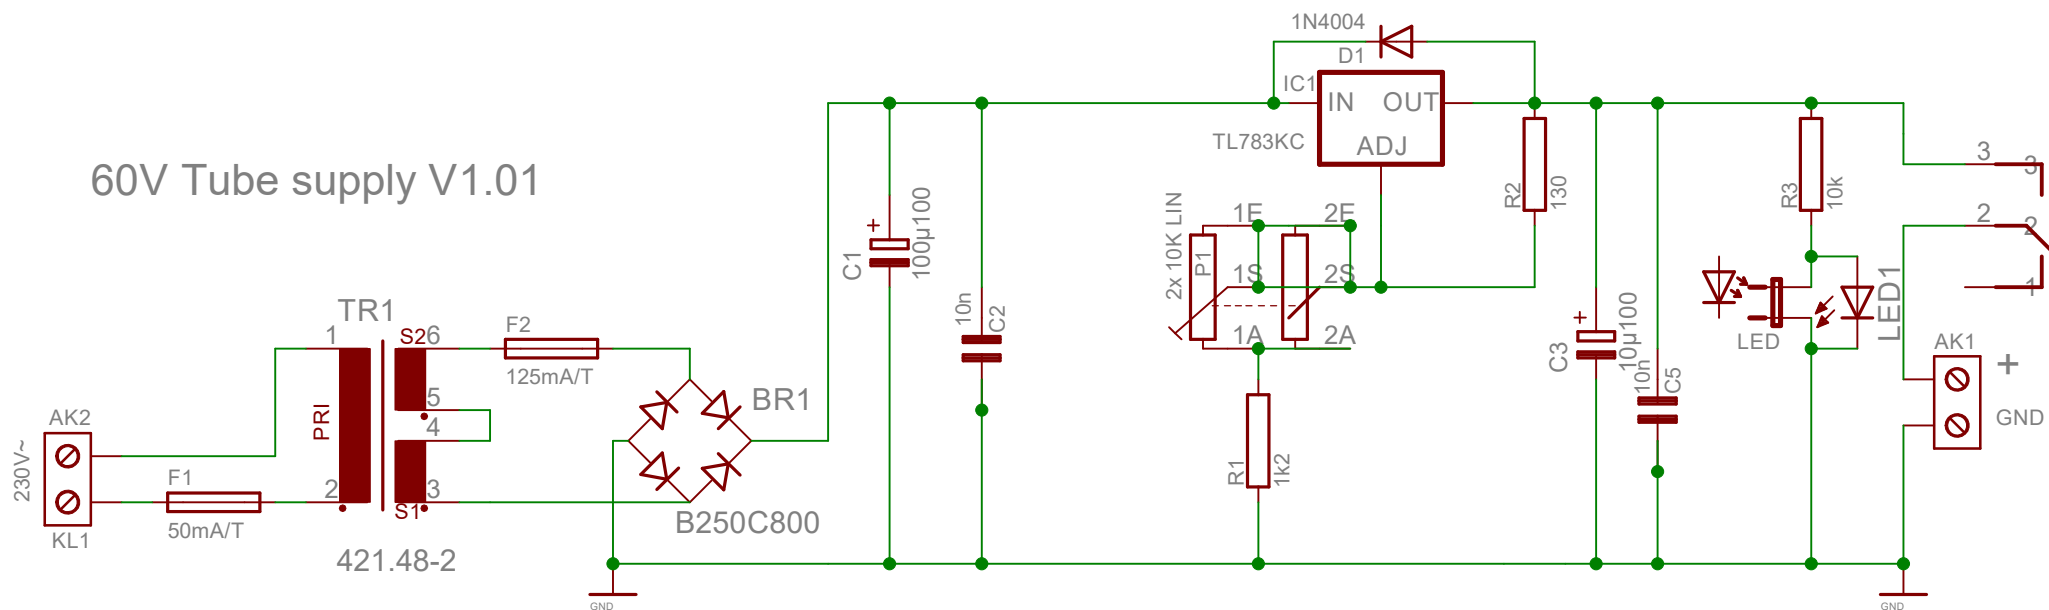 1N4004
D1
IC1
IN OUT
ADJ
TL783KC
60V Tube supply V1.01
3
3
2
2
1
R2
130
R3
10k
2x 10K LIN
P1
1E
2E
1S
2S
1A
2A
+
C1
100µ100
10n
C2
+
C3
10µ100
10n
C5
LED
LED1
AK1
+
GND
TR1
1
2
PRI
S2
6
5
4
3
S1
F2
125mA/T
BR1
B250C800
AK2
230V~
KL1
F1
50mA/T
421.48-2
R1
1k2
GND
GND